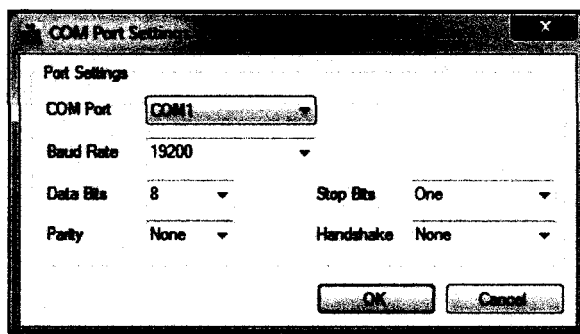 COM Port Settings
X
Port Settings
COM Port COM1
Baud Rate 19200
Data Bits 8 Stop Bits One
Parity None Handshake None
OK Cancel